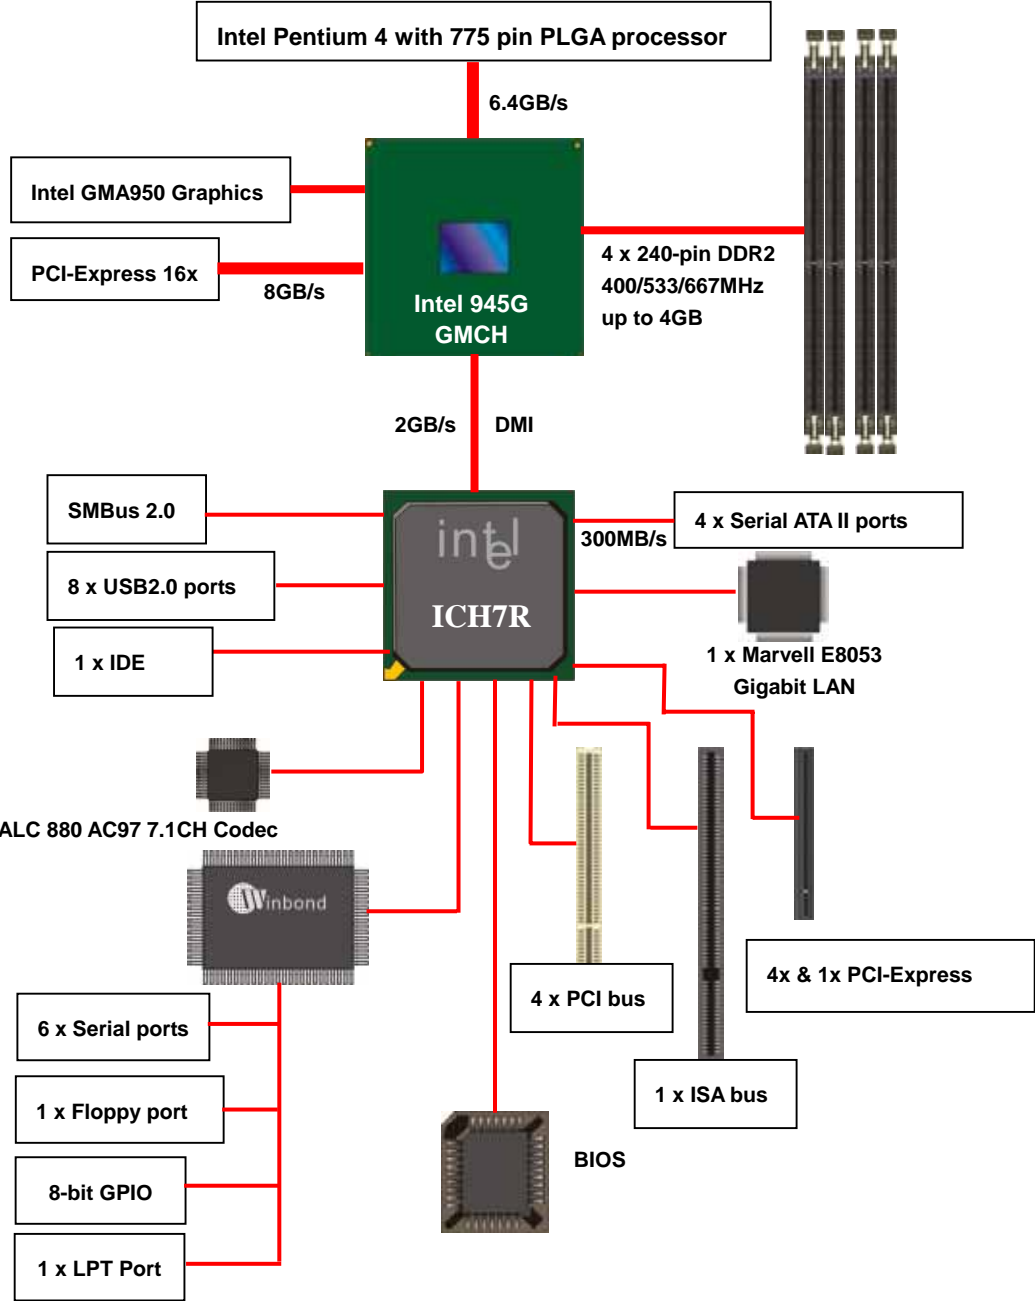 Intel Pentium 4 with 775 pin PLGA processor
6.4GB/s
Intel GMA950 Graphics
PCI-Express 16x
8GB/s
Intel 945G
GMCH
4 x 240-pin DDR2
400/533/667MHz
up to 4GB
2GB/s
DMI
SMBus 2.0
8 x USB2.0 ports
1 x IDE
intel
ICH7R
300MB/s
4 x Serial ATA II ports
1 x Marvell E8053
Gigabit LAN
ALC 880 AC97 7.1CH Codec
Winbond
6 x Serial ports
1 x Floppy port
8-bit GPIO
1 x LPT Port
4 x PCI bus
4x & 1x PCI-Express
1 x ISA bus
BIOS